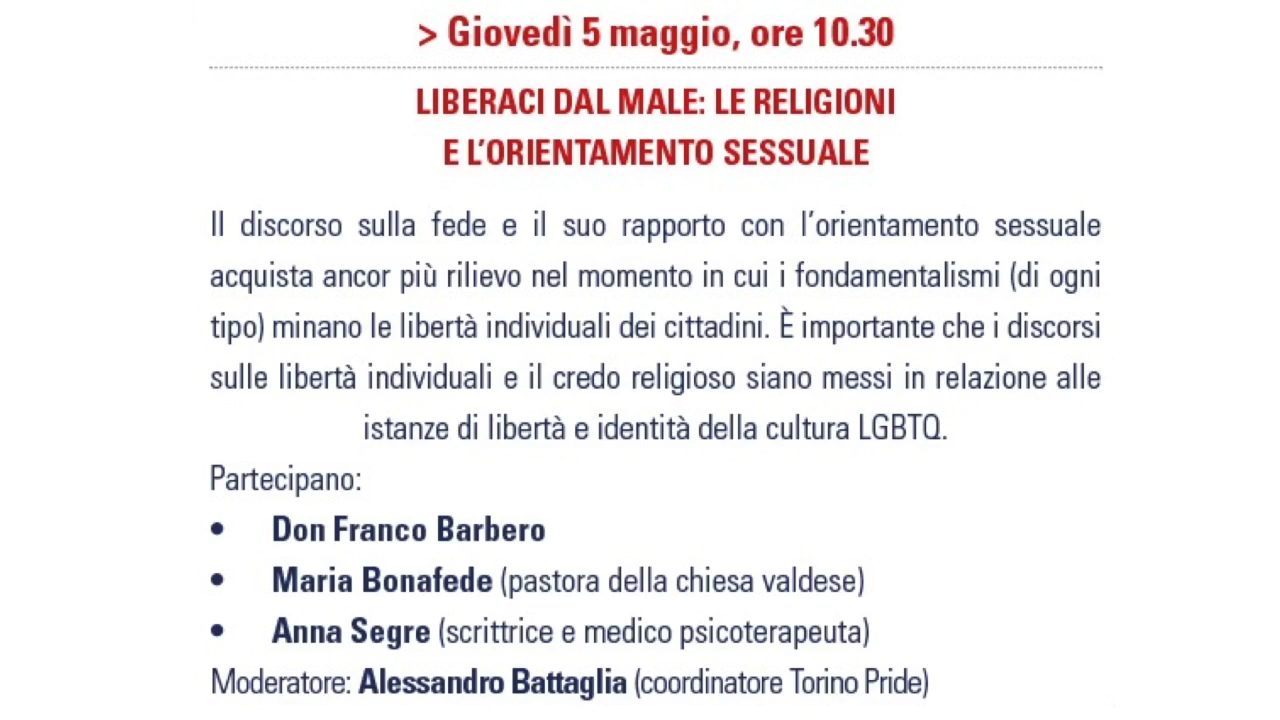 > Giovedì 5 maggio, ore 10.30
LIBERACI DAL MALE: LE RELIGIONI
E L'ORIENTAMENTO SESSUALE
Il discorso sulla fede e il suo rapporto con l'orientamento sessuale
acquista ancor più rilievo nel momento in cui i fondamentalismi (di ogni
tipo) minano le libertà individuali dei cittadini. È importante che i discorsi
sulle libertà individuali e il credo religioso siano messi in relazione alle
istanze di libertà e identità della cultura LGBTQ.
Partecipano:
• Don Franco Barbero
• Maria Bonafede (pastora della chiesa valdese)
• Anna Segre (scrittrice e medico psicoterapeuta)
Moderatore: Alessandro Battaglia (coordinatore Torino Pride)